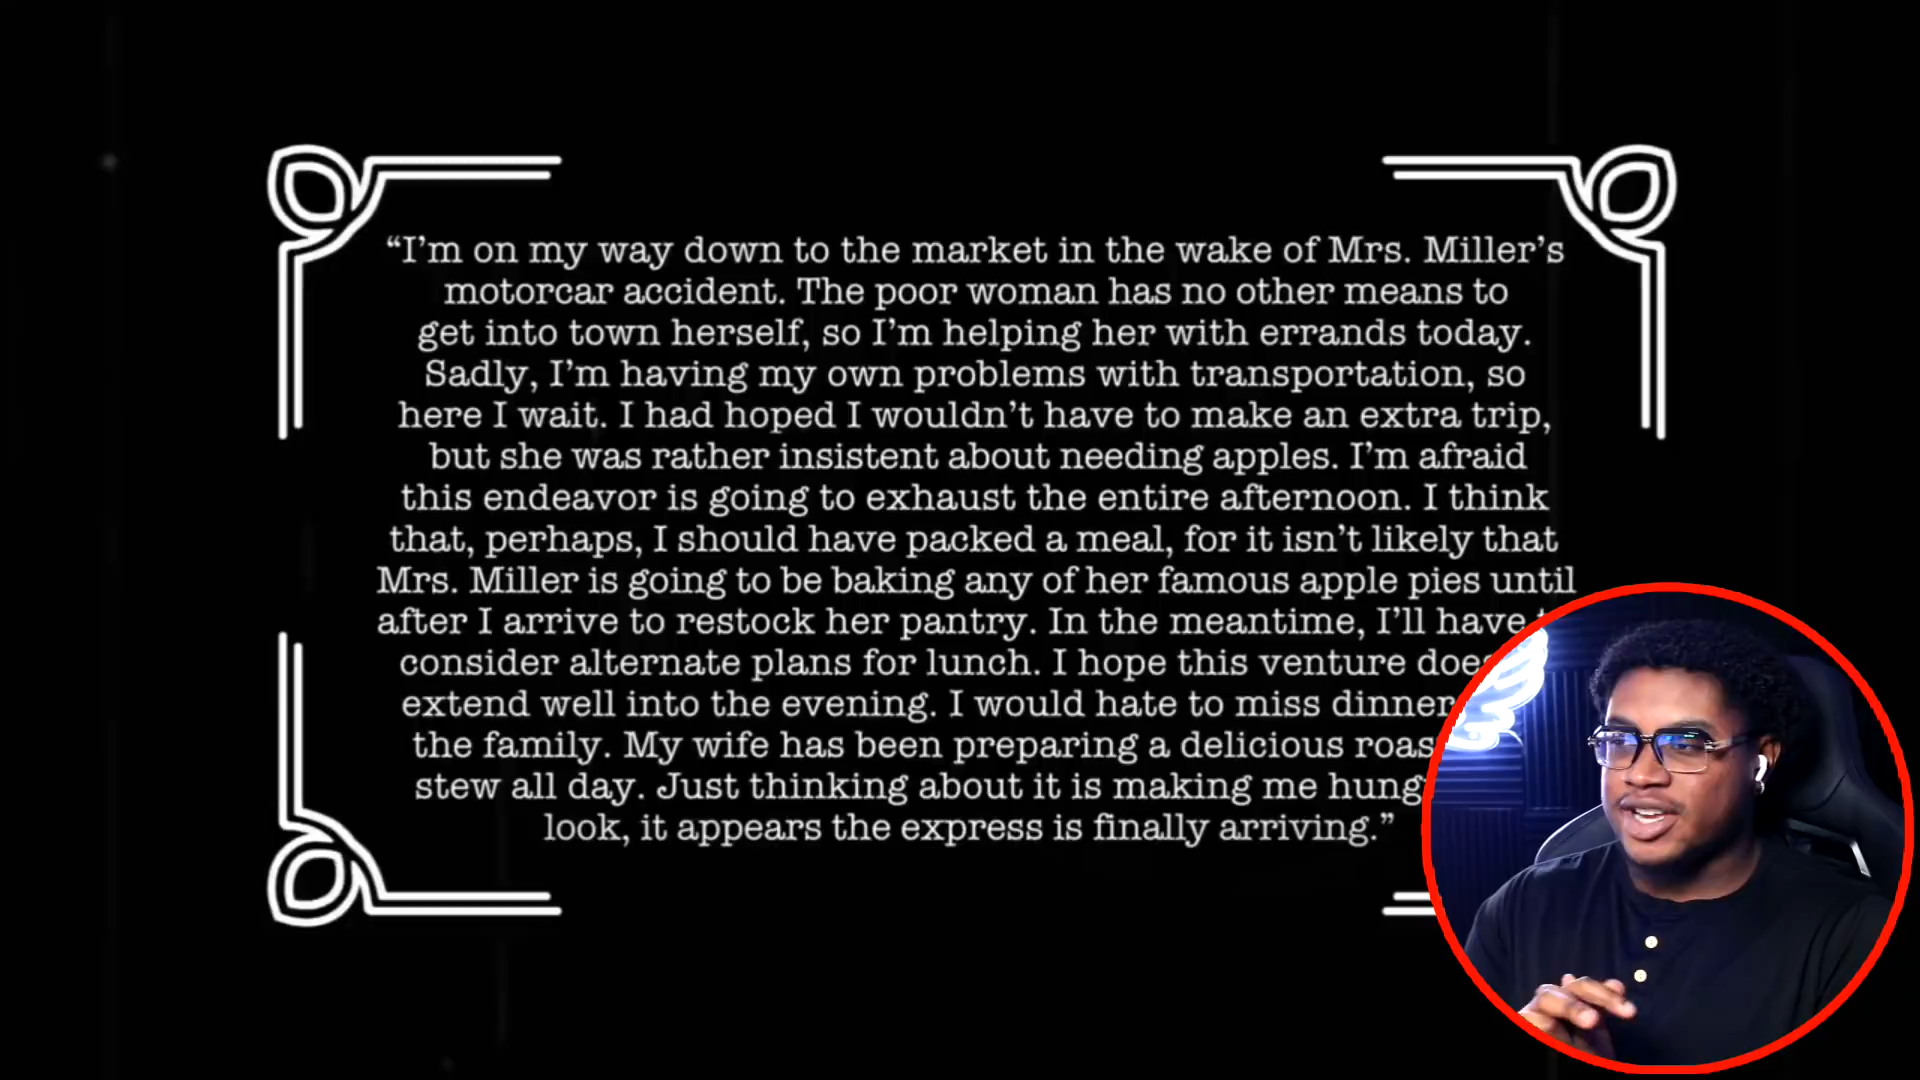 “I’m on my way down to the market in the wake of Mrs. Miller’s
motorcar accident. The poor woman has no other means to
get into town herself, so I’m helping her with errands today.
Sadly, I’m having my own problems with transportation, so
here I wait. I had hoped I wouldn’t have to make an extra trip,
but she was rather insistent about needing apples. I’m afraid
this endeavor is going to exhaust the entire afternoon. I think
that, perhaps, I should have packed a meal, for it isn’t likely that
Mrs. Miller is going to be baking any of her famous apple pies until
after I arrive to restock her pantry. In the meantime, I’ll have
consider alternate plans for lunch. I hope this venture
extend well into the evening. I would hate to miss dinner
the family. My wife has been preparing a delicious
stew all day. Just thinking about it is making me
look, it appears the express is finally arriving.”